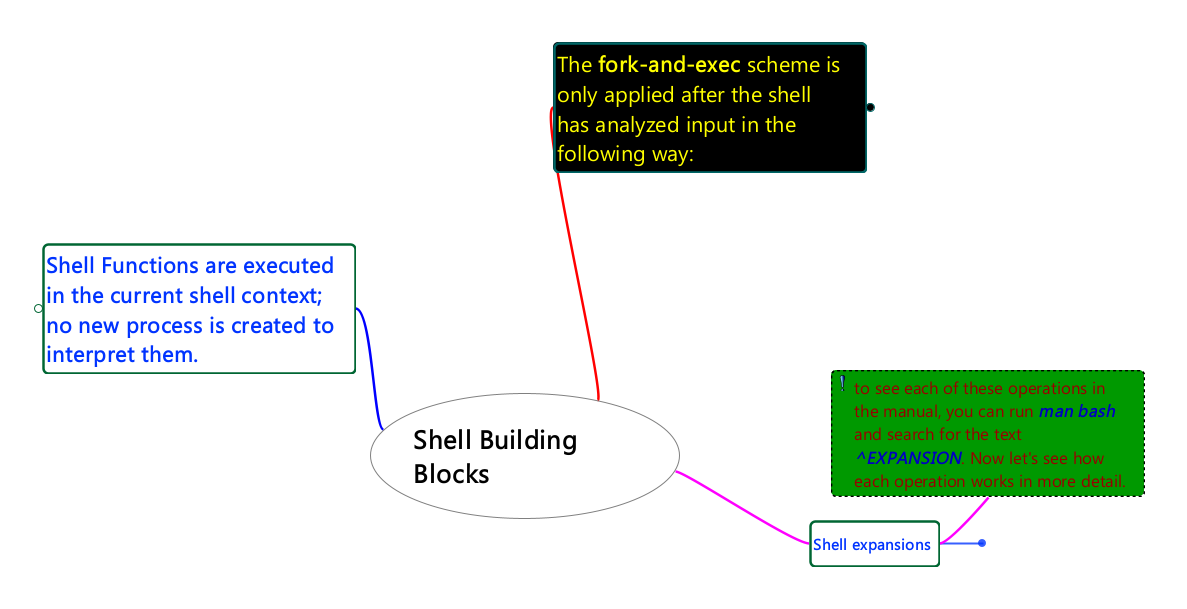 The fork-and-exec scheme is
only applied after the shell
has analyzed input in the
following way:
Shell Functions are executed
in the current shell context;
no new process is created to
interpret them.
Shell Building
Blocks
to see each of these operations in
the manual, you can run man bash
and search for the text
^EXPANSION. Now let's see how
each operation works in more detail.
Shell expansions